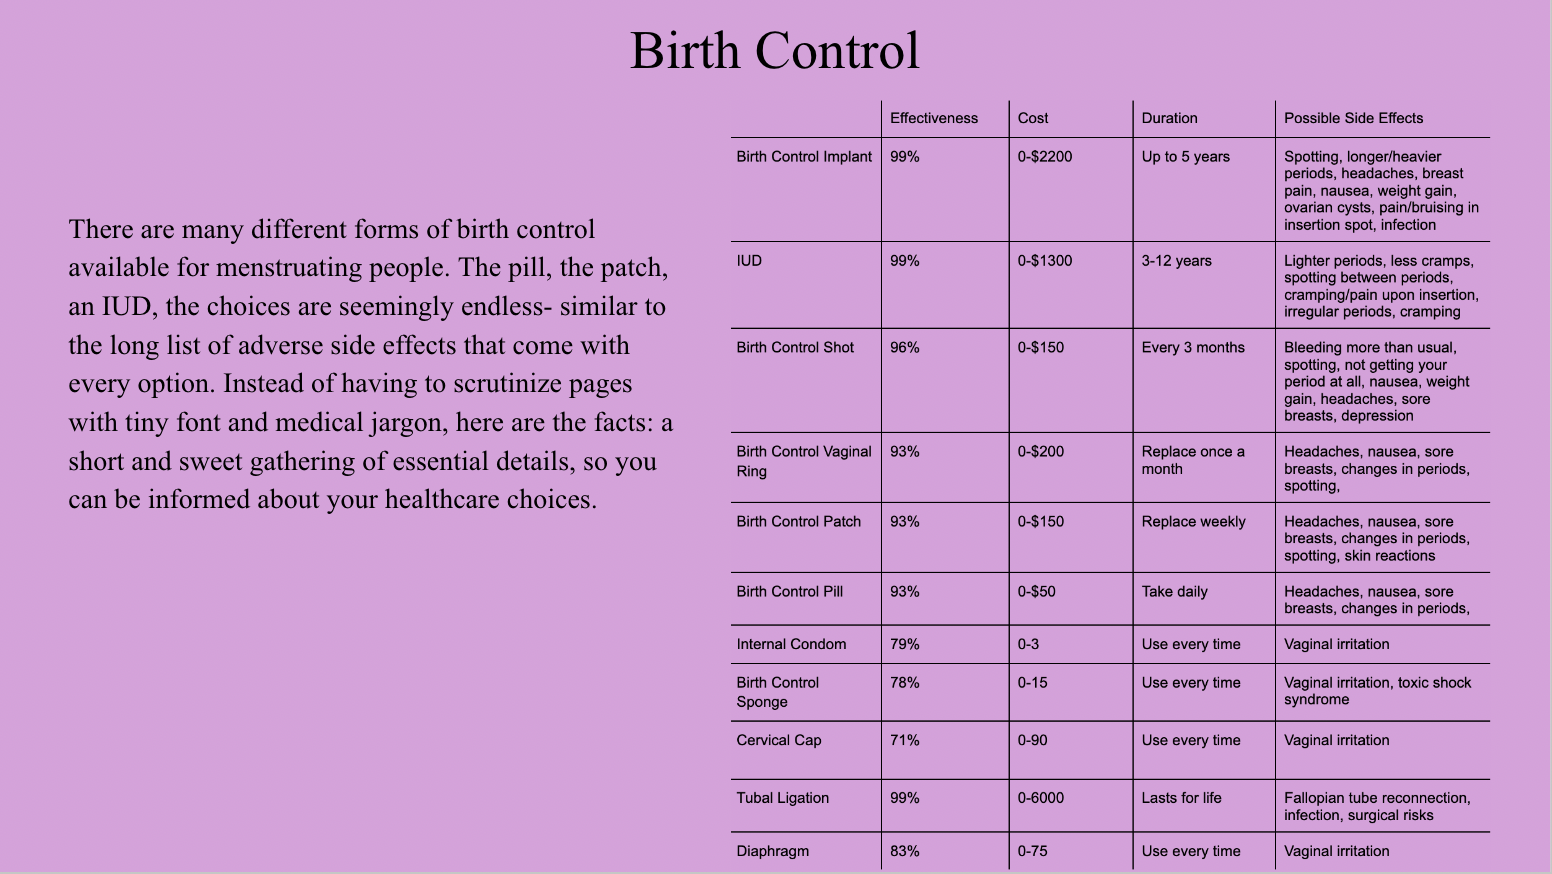 Birth Control
There are many different forms of birth control
available for menstruating people. The pill, the patch,
an IUD, the choices are seemingly endless- similar to
the long list of adverse side effects that come with
every option. Instead of having to scrutinize pages
with tiny font and medical jargon, here are the facts: a
short and sweet gathering of essential details, so you
can be informed about your healthcare choices.
Effectiveness Cost Duration Possible Side Effects
Birth Control Implant 99% 0-$2200 Up to 5 years Spotting, longer/heavier
periods, headaches, breast
pain, nausea, weight gain,
ovarian cysts, pain/bruising in
insertion spot, infection
IUD 99% 0-$1300 3-12 years Lighter periods, less cramps,
spotting between periods,
cramping/pain upon insertion,
irregular periods, cramping
Birth Control Shot 96% 0-$150 Every 3 months Bleeding more than usual,
spotting, not getting your
period at all, nausea, weight
gain, headaches, sore
breasts, depression
Birth Control Vaginal 93% 0-$200 Replace once a Headaches, nausea, sore
Ring month breasts, changes in periods,
spotting,
Birth Control Patch 93% 0-$150 Replace weekly Headaches, nausea, sore
breasts, changes in periods,
spotting, skin reactions
Birth Control Pill 93% 0-$50 Take daily Headaches, nausea, sore
breasts, changes in periods,
Internal Condom 79% 0-3 Use every time Vaginal irritation
Birth Control 78% 0-15 Use every time Vaginal irritation, toxic shock
Sponge syndrome
Cervical Cap 71% 0-90 Use every time Vaginal irritation
Tubal Ligation 99% 0-6000 Lasts for life Fallopian tube reconnection,
infection, surgical risks
Diaphragm 83% 0-75 Use every time Vaginal irritation